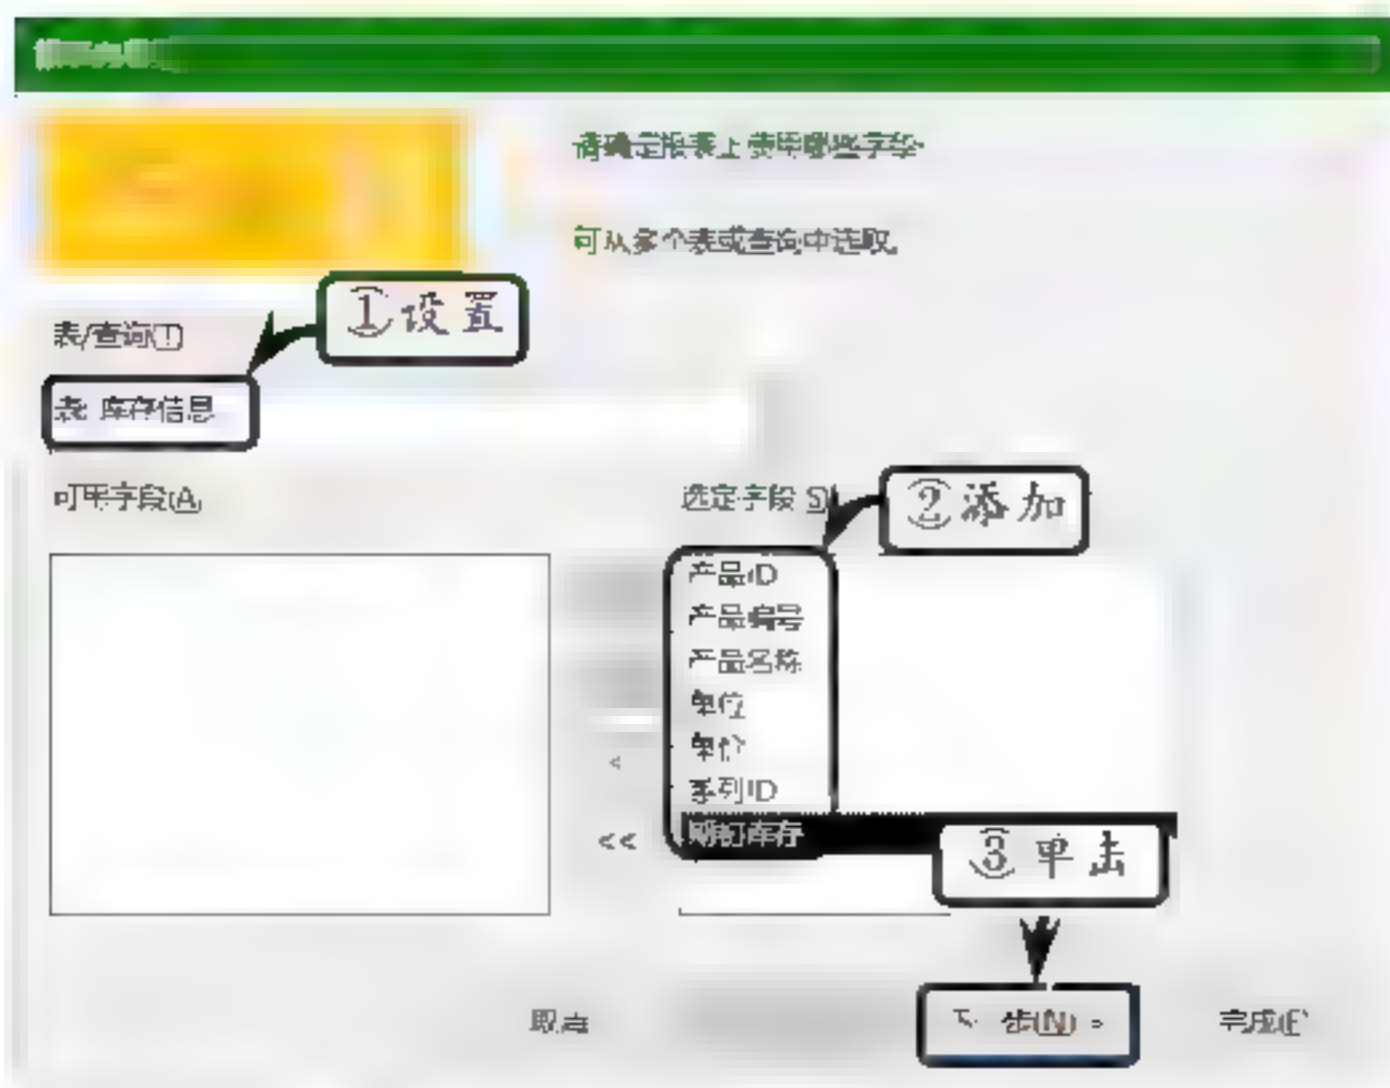 请确定报表上使用哪些字段:
可从多个表或查询中选取。
①设置
表/查询(T)
表: 库存信息
可用字段(A)
选定字段(S)
②添加
产品ID
产品编号
产品名称
单位
单价
系列ID
<
<<
期初库存
③单击
取消
下一步(N) >
完成(F)